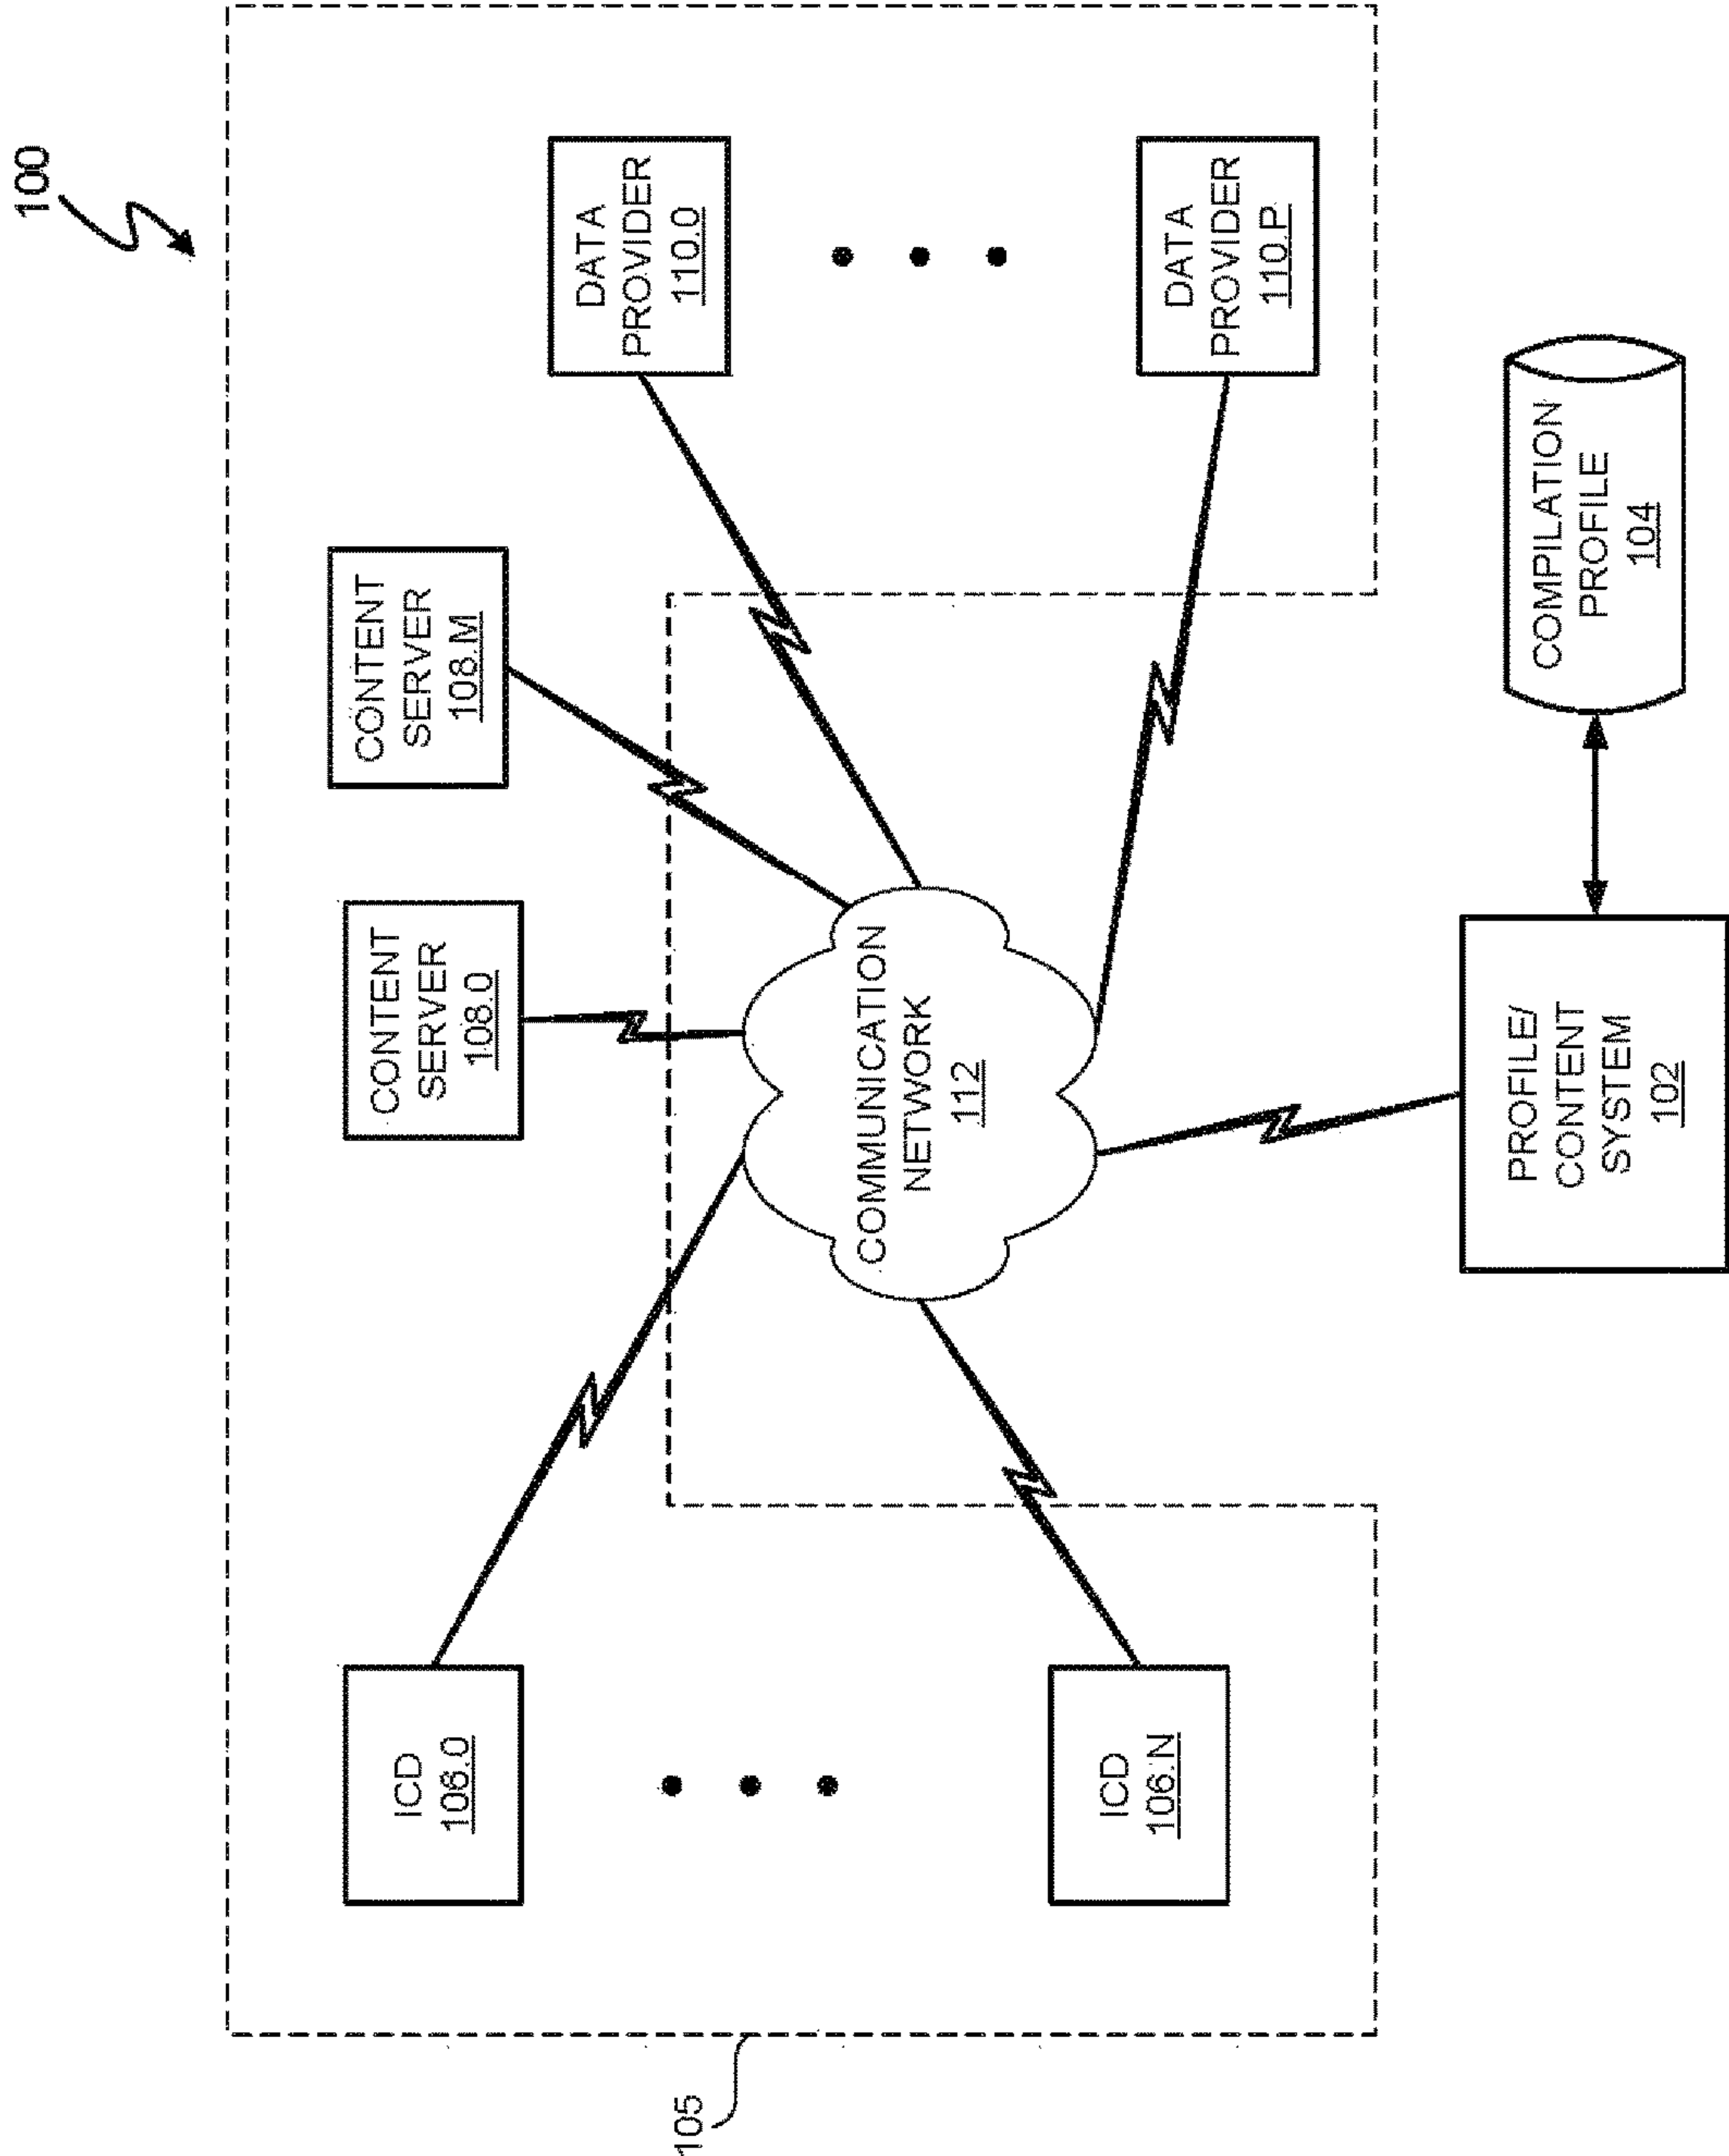 100
105
ICD
106.0
ICD
106.N
CONTENT
SERVER
108.0
CONTENT
SERVER
108.M
DATA
PROVIDER
110.0
DATA
PROVIDER
110.P
COMMUNICATION
NETWORK
112
PROFILE/
CONTENT
SYSTEM
102
COMPILATION
PROFILE
104